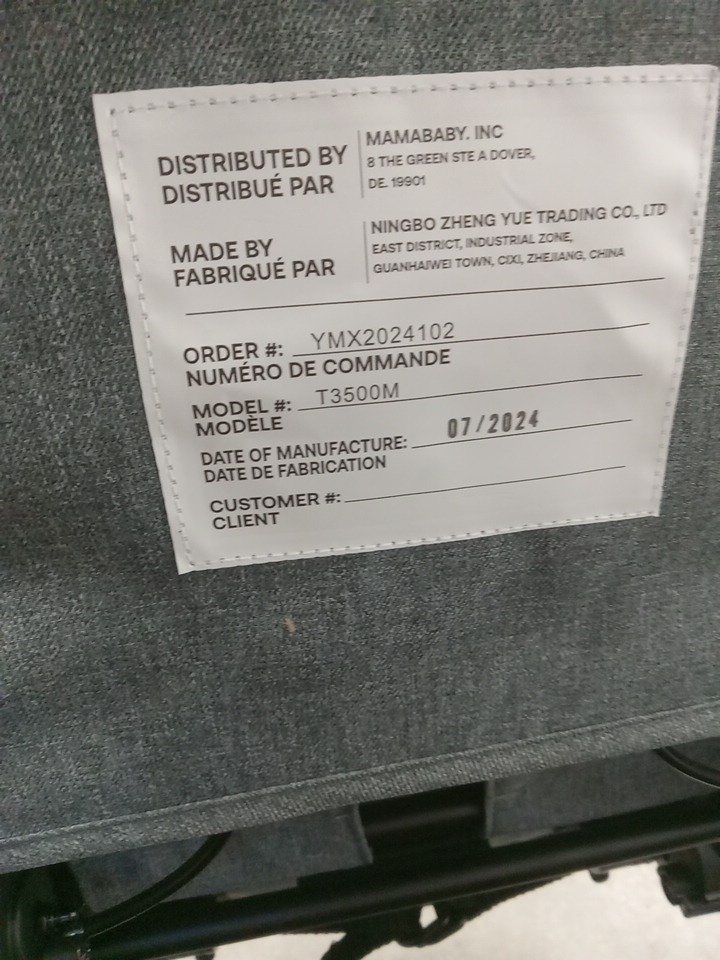 DISTRIBUTED BY
DISTRIBUÉ PAR
MAMABABY. INC
8 THE GREEN STE A DOVER,
DE. 19901
MADE BY
FABRIQUÉ PAR
NINGBO ZHENG YUE TRADING CO., LTD
EAST DISTRICT, INDUSTRIAL ZONE,
GUANHAIWEI TOWN, CIXI, ZHEJIANG, CHINA
ORDER #: YMX2024102
NUMÉRO DE COMMANDE
MODEL #: T3500M
MODÈLE
DATE OF MANUFACTURE: 07/2024
DATE DE FABRICATION
CUSTOMER #:
CLIENT